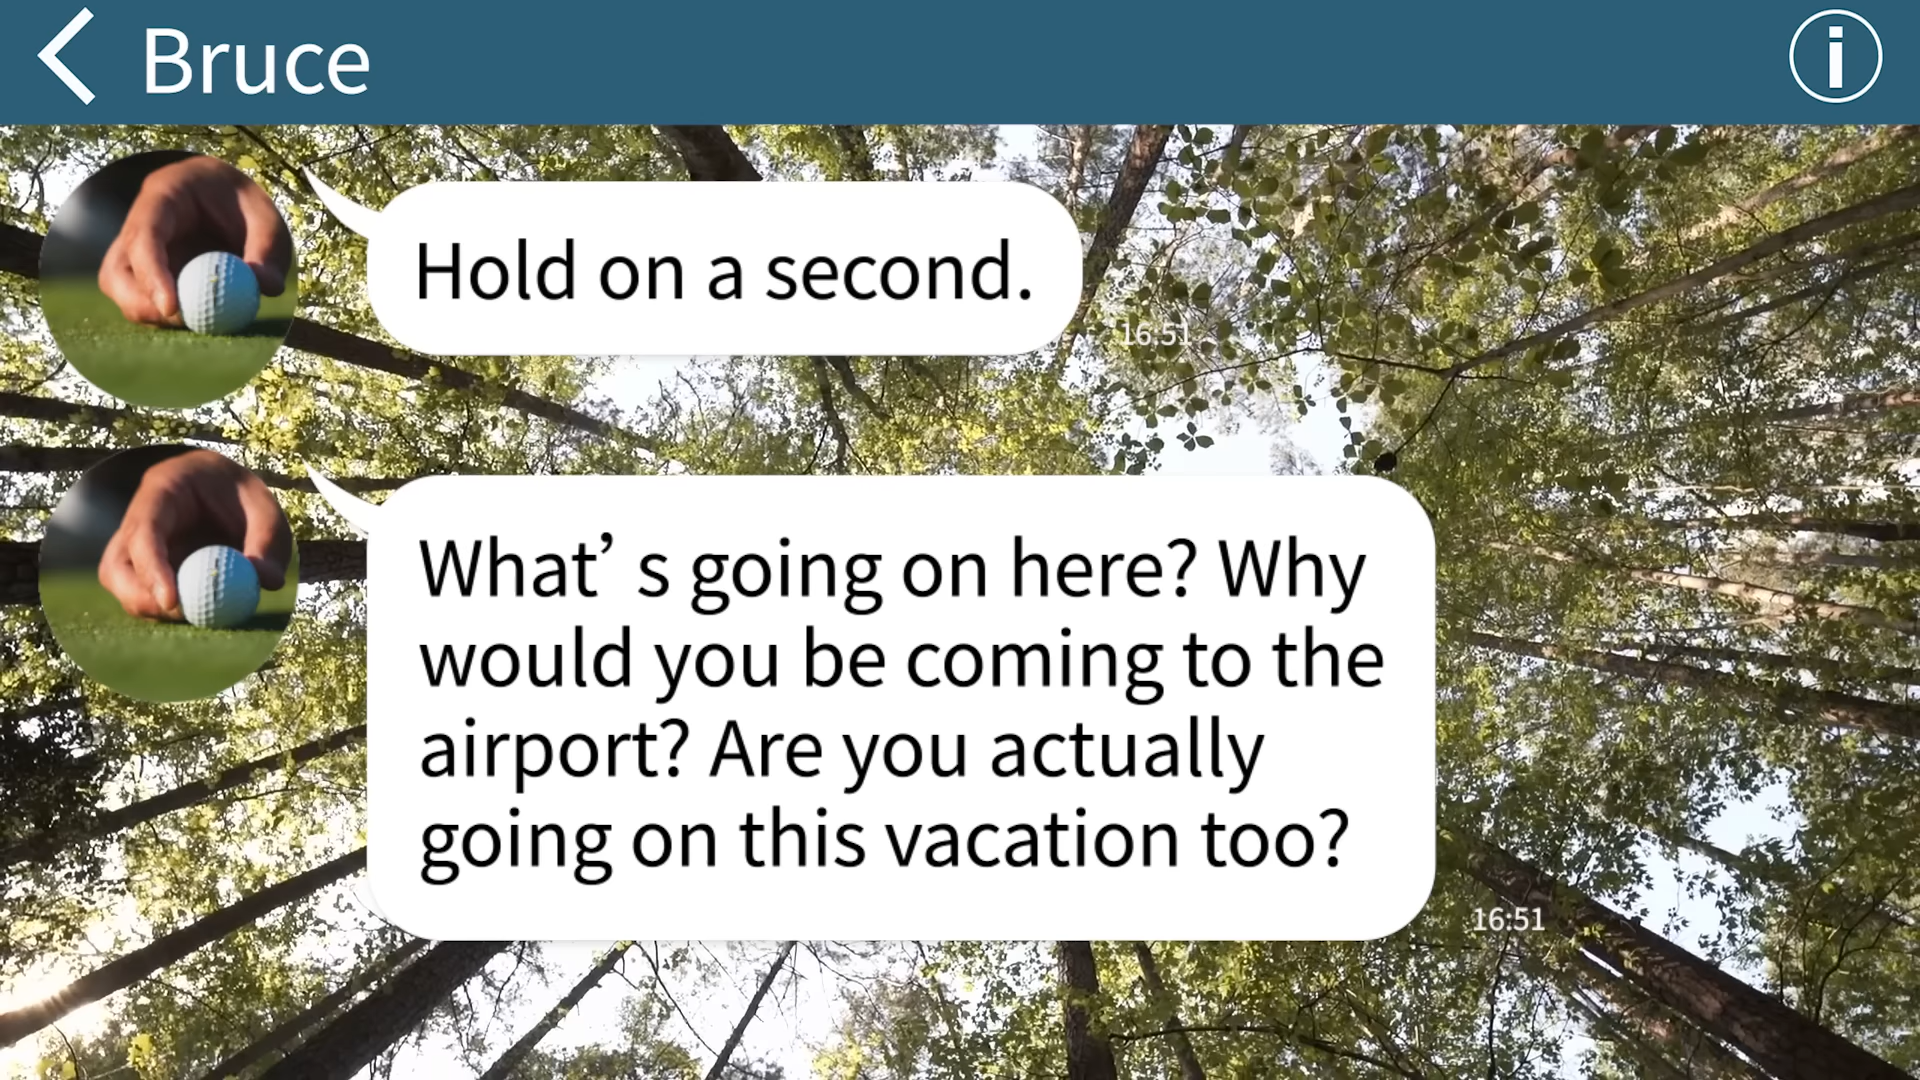 Bruce
Hold on a second.
16:51
What’s going on here? Why
would you be coming to the
airport? Are you actually
going on this vacation too?
16:51